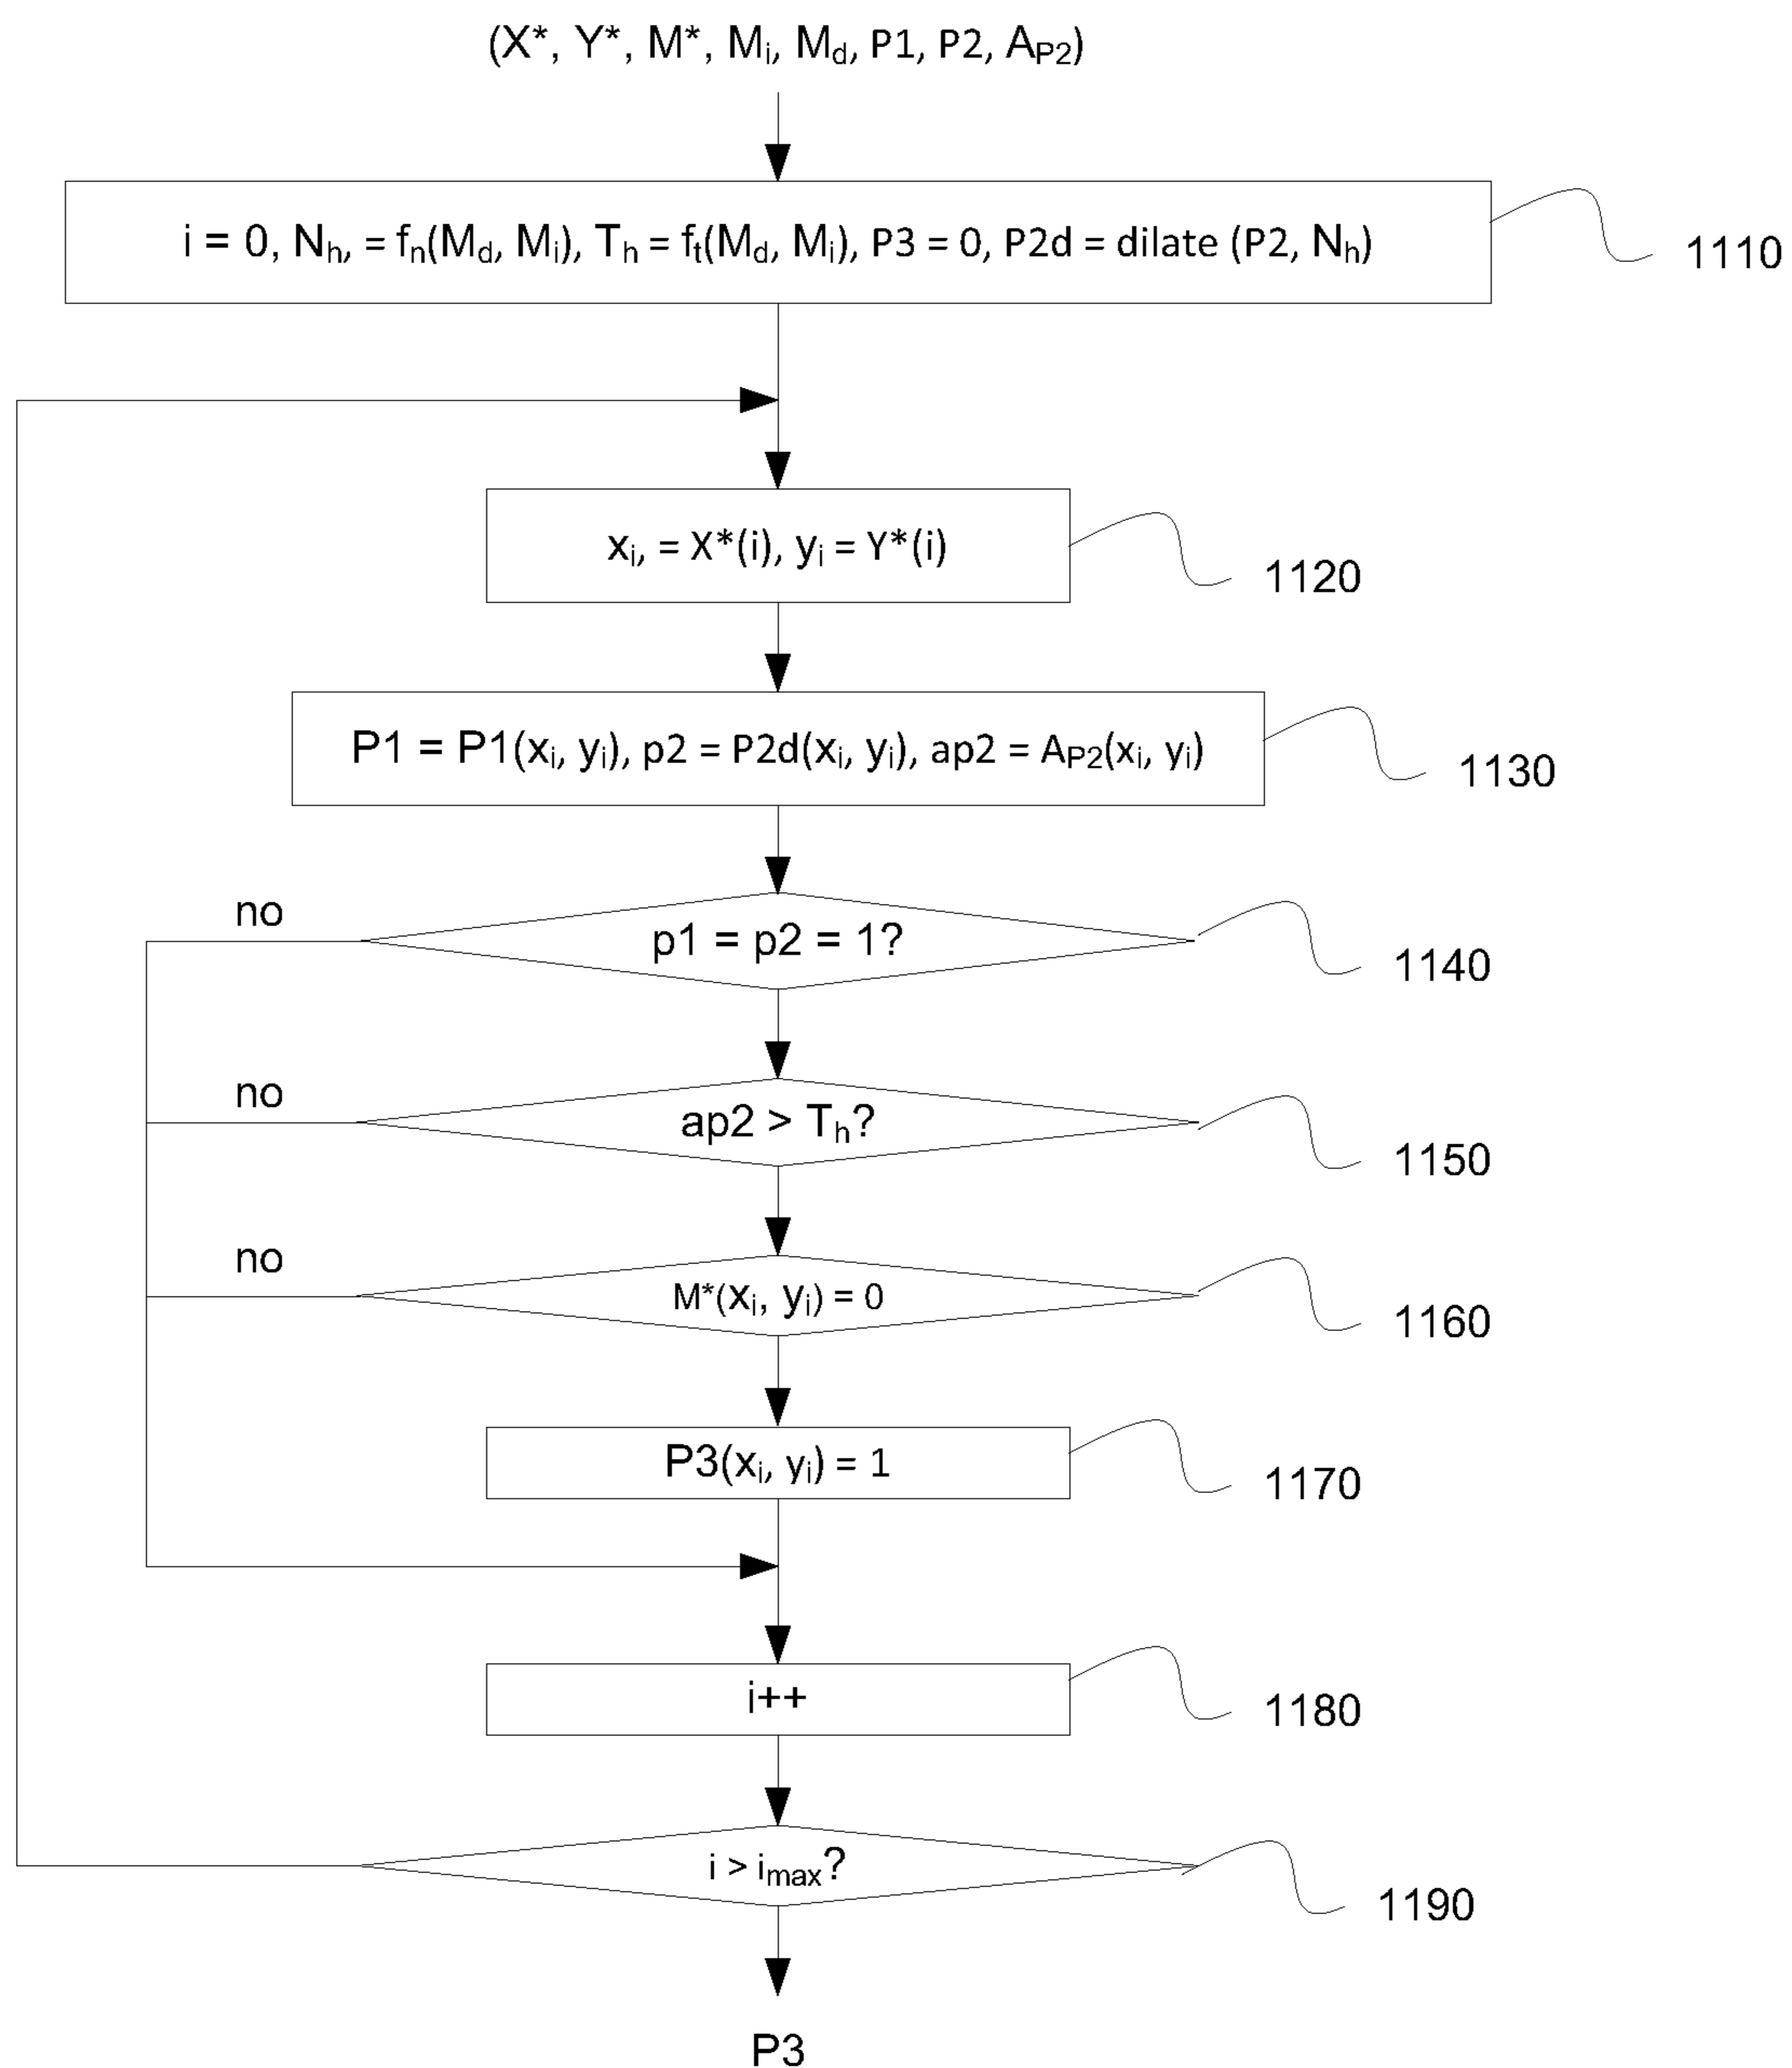 (X*, Y*, M*, Mi, Md, P1, P2, AP2)
i = 0, Nh, = fn(Md, Mi), Th = ft(Md, Mi), P3 = 0, P2d = dilate (P2, Nh)
1110
xi, = X*(i), yi = Y*(i)
1120
P1 = P1(xi, yi), p2 = P2d(xi, yi), ap2 = AP2(xi, yi)
1130
no
p1 = p2 = 1?
1140
no
ap2 > Th?
1150
no
M*(xi, yi) = 0
1160
P3(xi, yi) = 1
1170
i++
1180
i > imax?
1190
P3